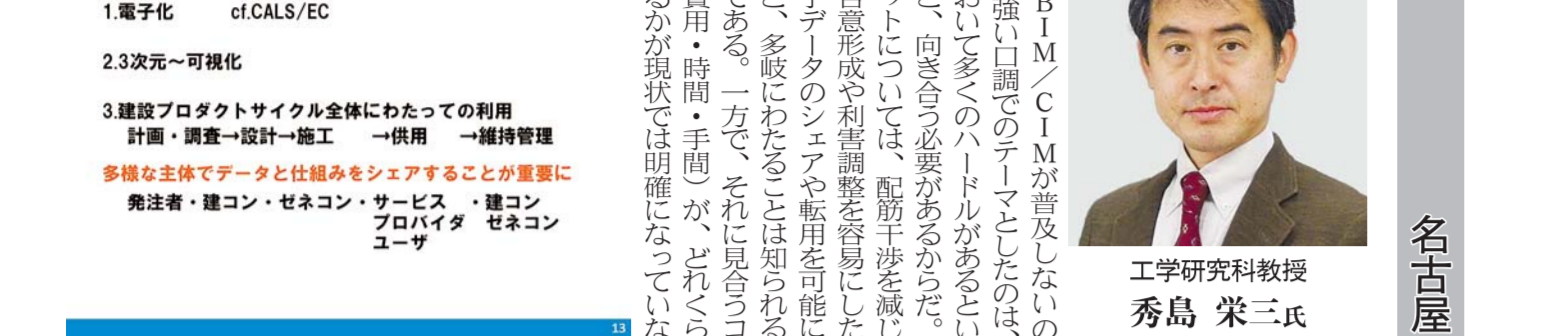 名古屋
工学研究科教授
秀島 栄三氏
BIM／CIMが普及しないの
強い口調でのテーマとしたのは、
おいて多くのハードルがあるとい
と、向き合う必要があるからだ。
ットについては、配筋干渉を減じ
合意形成や利害調整を容易にした
データのシェアや転用を可能に
と、多岐にわたることは知られる
である。一方で、それに見合うコ
費用・時間・手間）が、どれくら
るかが現状では明確になっていな
1.電子化 cf.CALS/EC
2.3次元～可視化
3.建設プロダクトサイクル全体にわたっての利用
計画・調査→設計→施工 →供用 →維持管理
多様な主体でデータと仕組みをシェアすることが重要に
発注者・建コン・ゼネコン・サービス ・建コン
プロバイダ ゼネコン
ユーザ
13